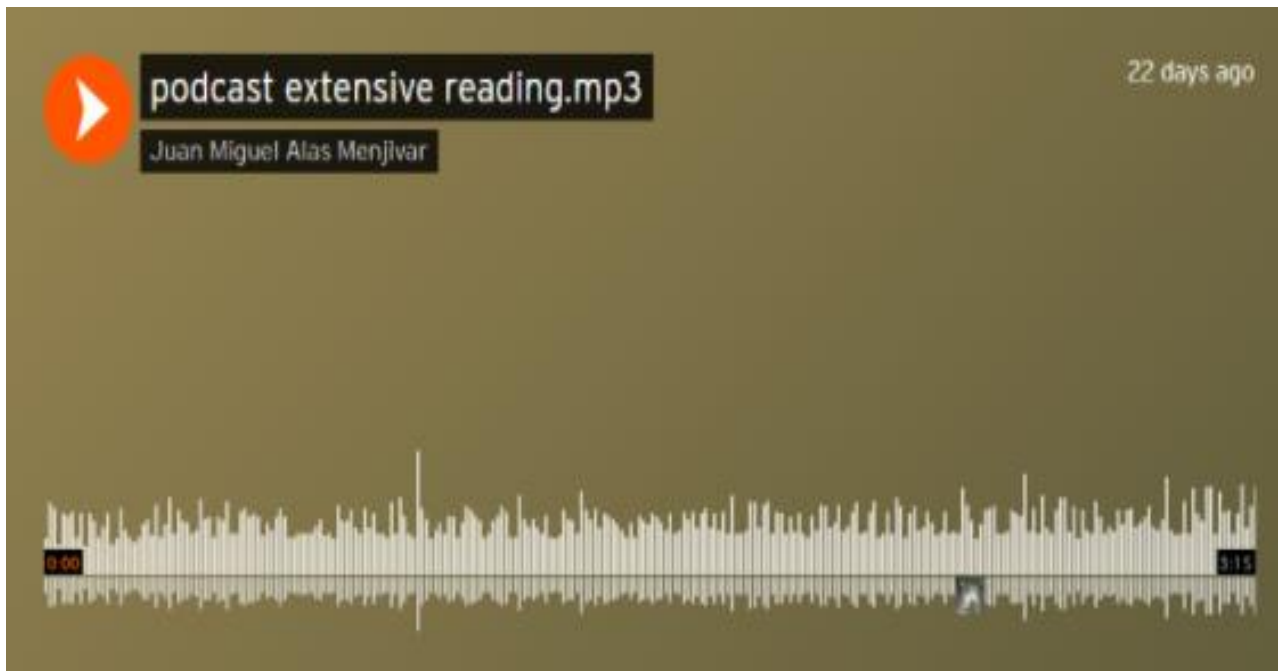 podcast extensive reading.mp3
22 days ago
Juan Miguel Alas Menjivar
0:00
3:15